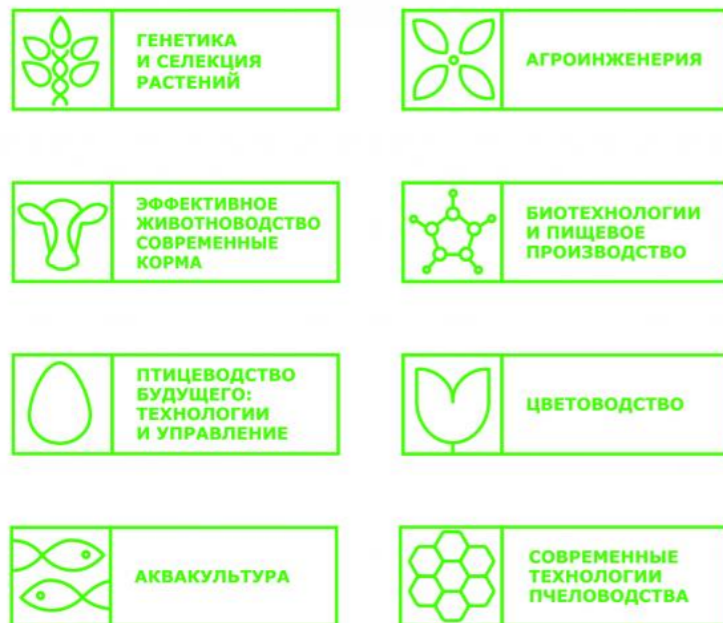 ГЕНЕТИКА
И СЕЛЕКЦИЯ
РАСТЕНИЙ
АГРОИНЖЕНЕРИЯ
ЭФФЕКТИВНОЕ
ЖИВОТНОВОДСТВО
СОВРЕМЕННЫЕ
КОРМА
БИОТЕХНОЛОГИИ
И ПИЩЕВОЕ
ПРОИЗВОДСТВО
ПТИЦЕВОДСТВО
БУДУЩЕГО:
ТЕХНОЛОГИИ
И УПРАВЛЕНИЕ
ЦВЕТОВОДСТВО
АКВАКУЛЬТУРА
СОВРЕМЕННЫЕ
ТЕХНОЛОГИИ
ПЧЕЛОВОДСТВА